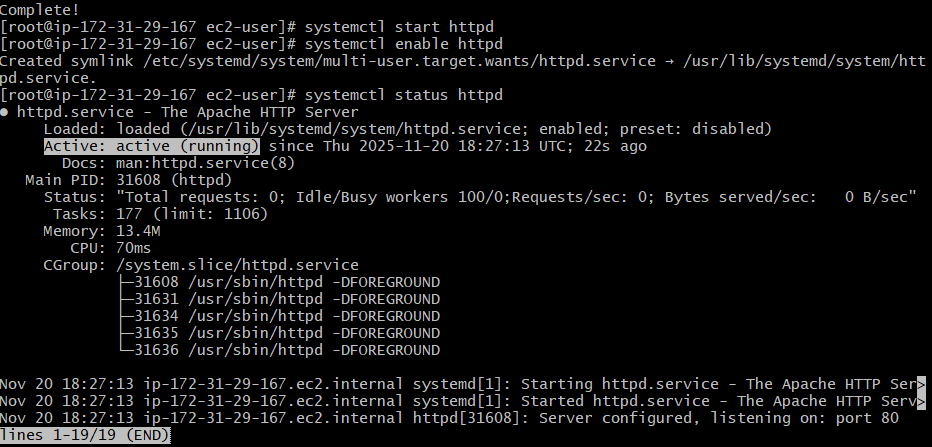 Complete!
[root@ip-172-31-29-167 ec2-user]# systemctl start httpd
[root@ip-172-31-29-167 ec2-user]# systemctl enable httpd
Created symlink /etc/systemd/system/multi-user.target.wants/httpd.service → /usr/lib/systemd/system/htt
pd.service.
[root@ip-172-31-29-167 ec2-user]# systemctl status httpd
● httpd.service - The Apache HTTP Server
     Loaded: loaded (/usr/lib/systemd/system/httpd.service; enabled; preset: disabled)
     Active: active (running) since Thu 2025-11-20 18:27:13 UTC; 22s ago
       Docs: man:httpd.service(8)
   Main PID: 31608 (httpd)
     Status: "Total requests: 0; Idle/Busy workers 100/0;Requests/sec: 0; Bytes served/sec:   0 B/sec"
      Tasks: 177 (limit: 1106)
     Memory: 13.4M
        CPU: 70ms
     CGroup: /system.slice/httpd.service
             ├─31608 /usr/sbin/httpd -DFOREGROUND
             ├─31631 /usr/sbin/httpd -DFOREGROUND
             ├─31634 /usr/sbin/httpd -DFOREGROUND
             ├─31635 /usr/sbin/httpd -DFOREGROUND
             └─31636 /usr/sbin/httpd -DFOREGROUND
Nov 20 18:27:13 ip-172-31-29-167.ec2.internal systemd[1]: Starting httpd.service - The Apache HTTP Ser>
Nov 20 18:27:13 ip-172-31-29-167.ec2.internal systemd[1]: Started httpd.service - The Apache HTTP Serv>
Nov 20 18:27:13 ip-172-31-29-167.ec2.internal httpd[31608]: Server configured, listening on: port 80
lines 1-19/19 (END)